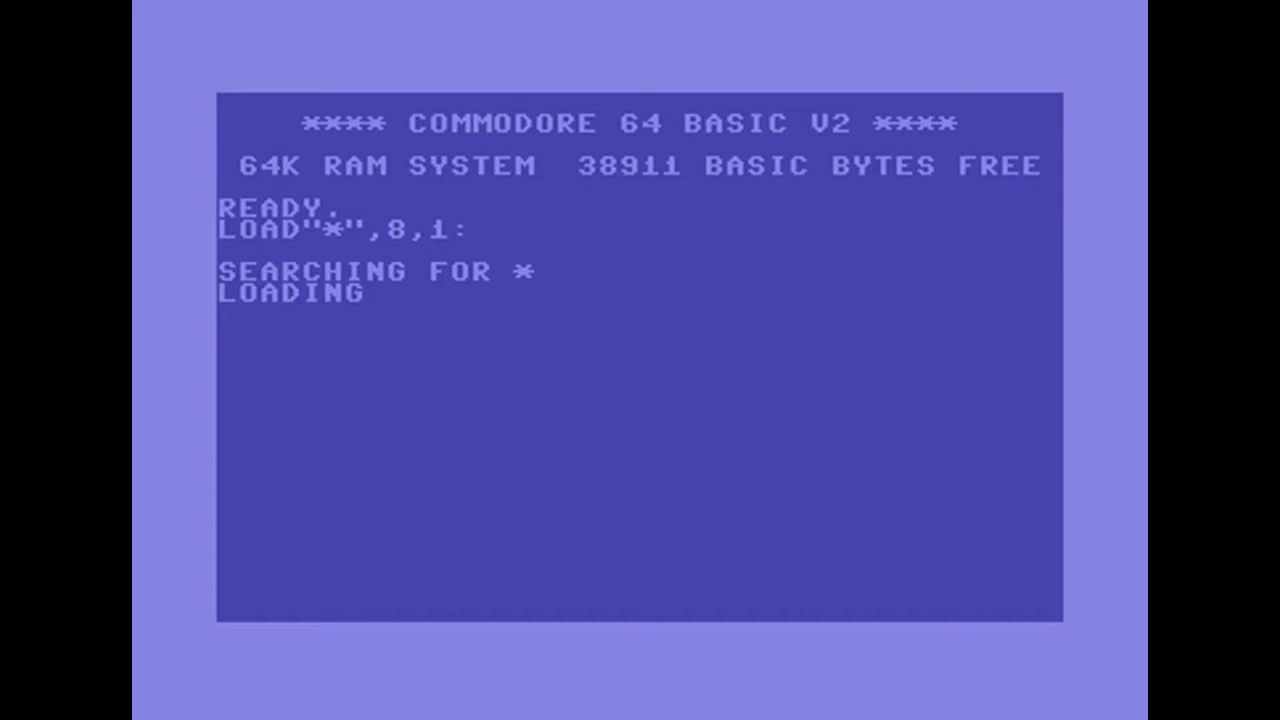 **** COMMODORE 64 BASIC V2 ****
64K RAM SYSTEM  38911 BASIC BYTES FREE
READY.
LOAD"*",8,1:
SEARCHING FOR *
LOADING